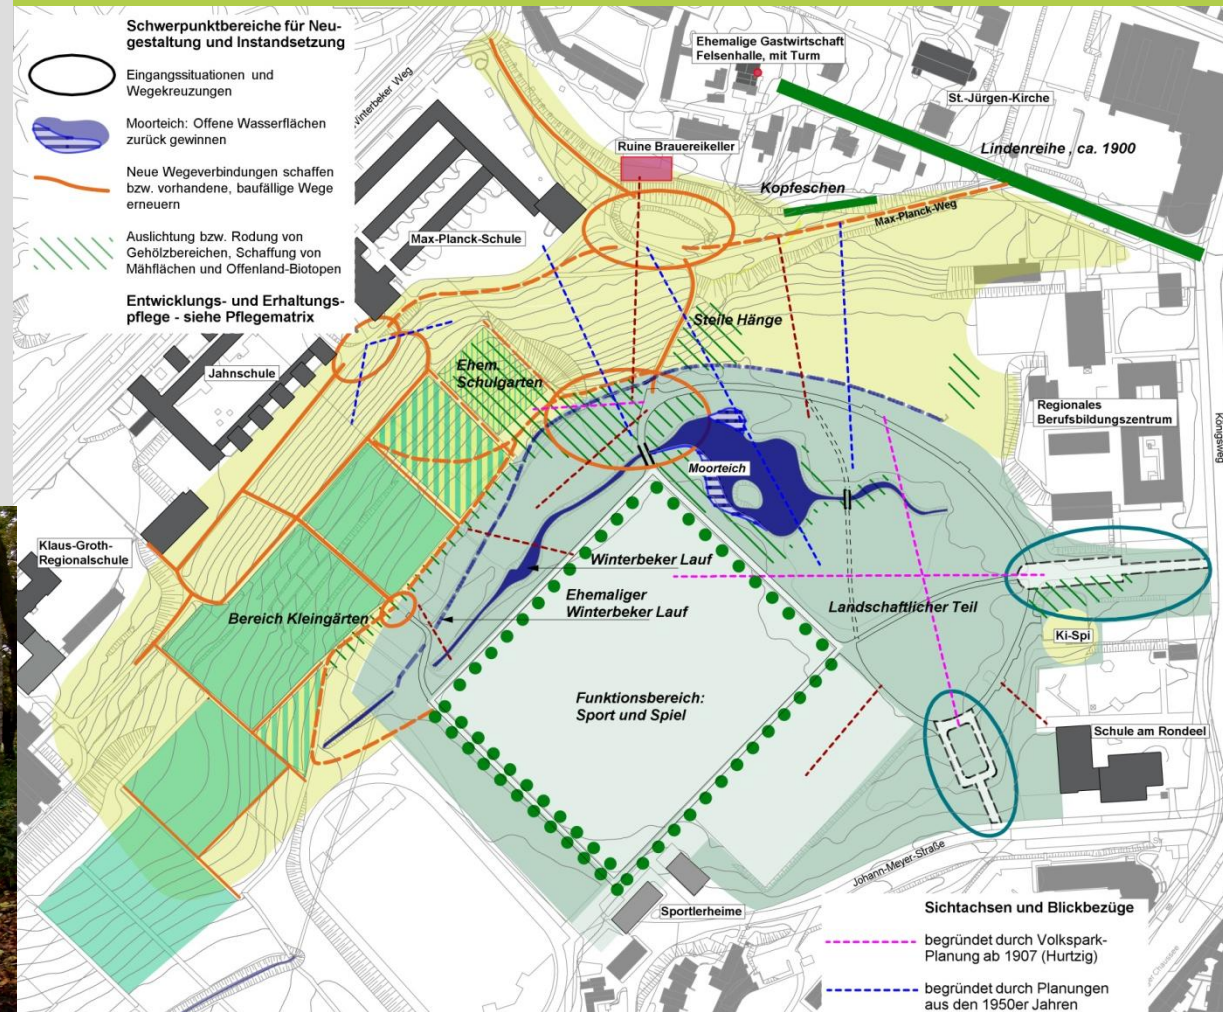 Schwerpunktbereiche für Neu-
gestaltung und Instandsetzung
Eingangssituationen und
Wegekreuzungen
Moorteich: Offene Wasserflächen
zurück gewinnen
Neue Wegeverbindungen schaffen
bzw. vorhandene, baufällige Wege
erneuern
Auslichtung bzw. Rodung von
Gehölzbereichen, Schaffung von
Mähflächen und Offenland-Biotopen
Entwicklungs- und Erhaltungs-
pflege - siehe Pflegematrix
Winterbeker Weg
Ehemalige Gastwirtschaft
Felsenhalle, mit Turm
St.-Jürgen-Kirche
Lindenreihe , ca. 1900
Ruine Brauereikeller
Kopfeschen
Max-Planck-Weg
Max-Planck-Schule
Steile Hänge
Jahnschule
Ehem.
Schulgarten
Regionales
Berufsbildungszentrum
Königsweg
Moorteich
Klaus-Groth-
Regionalschule
Winterbeker Lauf
Ehemaliger
Winterbeker Lauf
Bereich Kleingärten
Landschaftlicher Teil
Ki-Spi
Funktionsbereich:
Sport und Spiel
Schule am Rondeel
Johann-Meyer-Straße
Sportlerheime
Sichtachsen und Blickbezüge
begründet durch Volkspark-
Planung ab 1907 (Hurtzig)
begründet durch Planungen
aus den 1950er Jahren